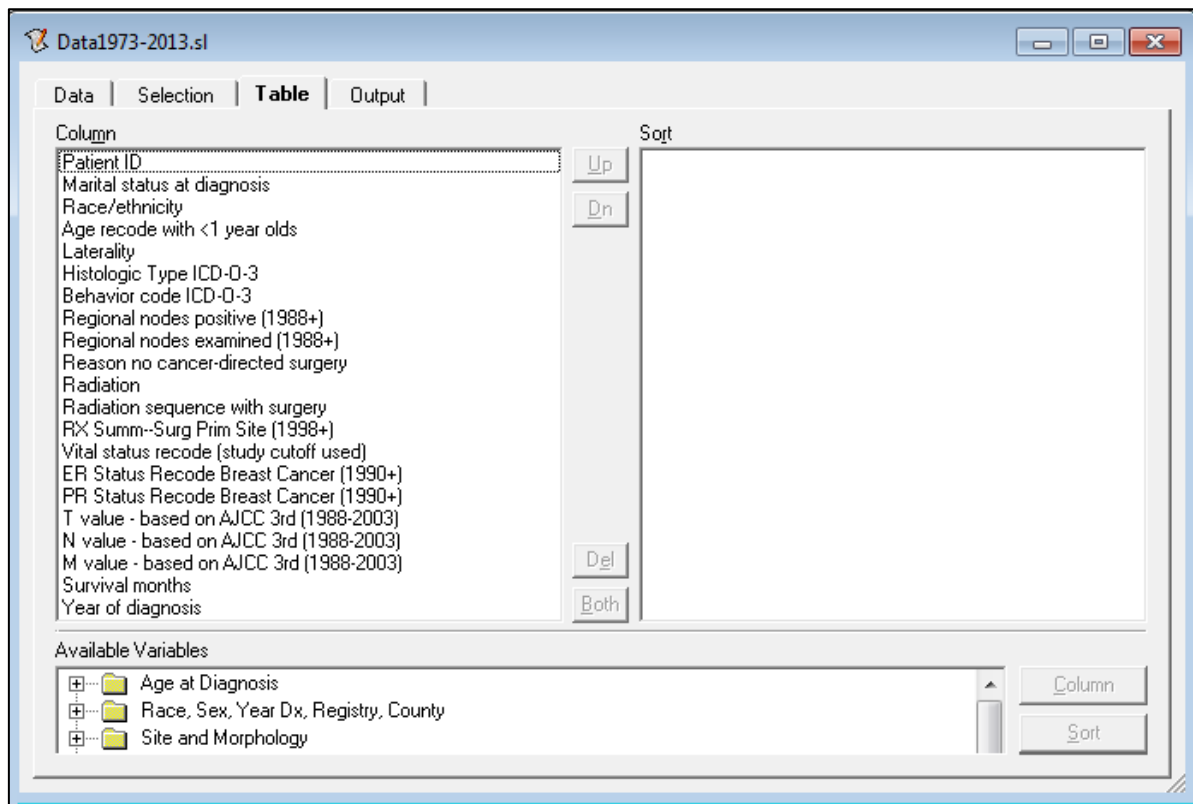 Data1973-2013.sl
Data Selection Table Output
Column
Patient ID
Marital status at diagnosis
Race/ethnicity
Age recode with <1 year olds
Laterality
Histologic Type ICD-O-3
Behavior code ICD-O-3
Regional nodes positive (1988+)
Regional nodes examined (1988+)
Reason no cancer-directed surgery
Radiation
Radiation sequence with surgery
RX Summ--Surg Prim Site (1998+)
Vital status recode (study cutoff used)
ER Status Recode Breast Cancer (1990+)
PR Status Recode Breast Cancer (1990+)
T value - based on AJCC 3rd (1988-2003)
N value - based on AJCC 3rd (1988-2003)
M value - based on AJCC 3rd (1988-2003)
Survival months
Year of diagnosis
Up
Dn
Del
Both
Sort
Available Variables
Age at Diagnosis
Race, Sex, Year Dx, Registry, County
Site and Morphology
Column
Sort